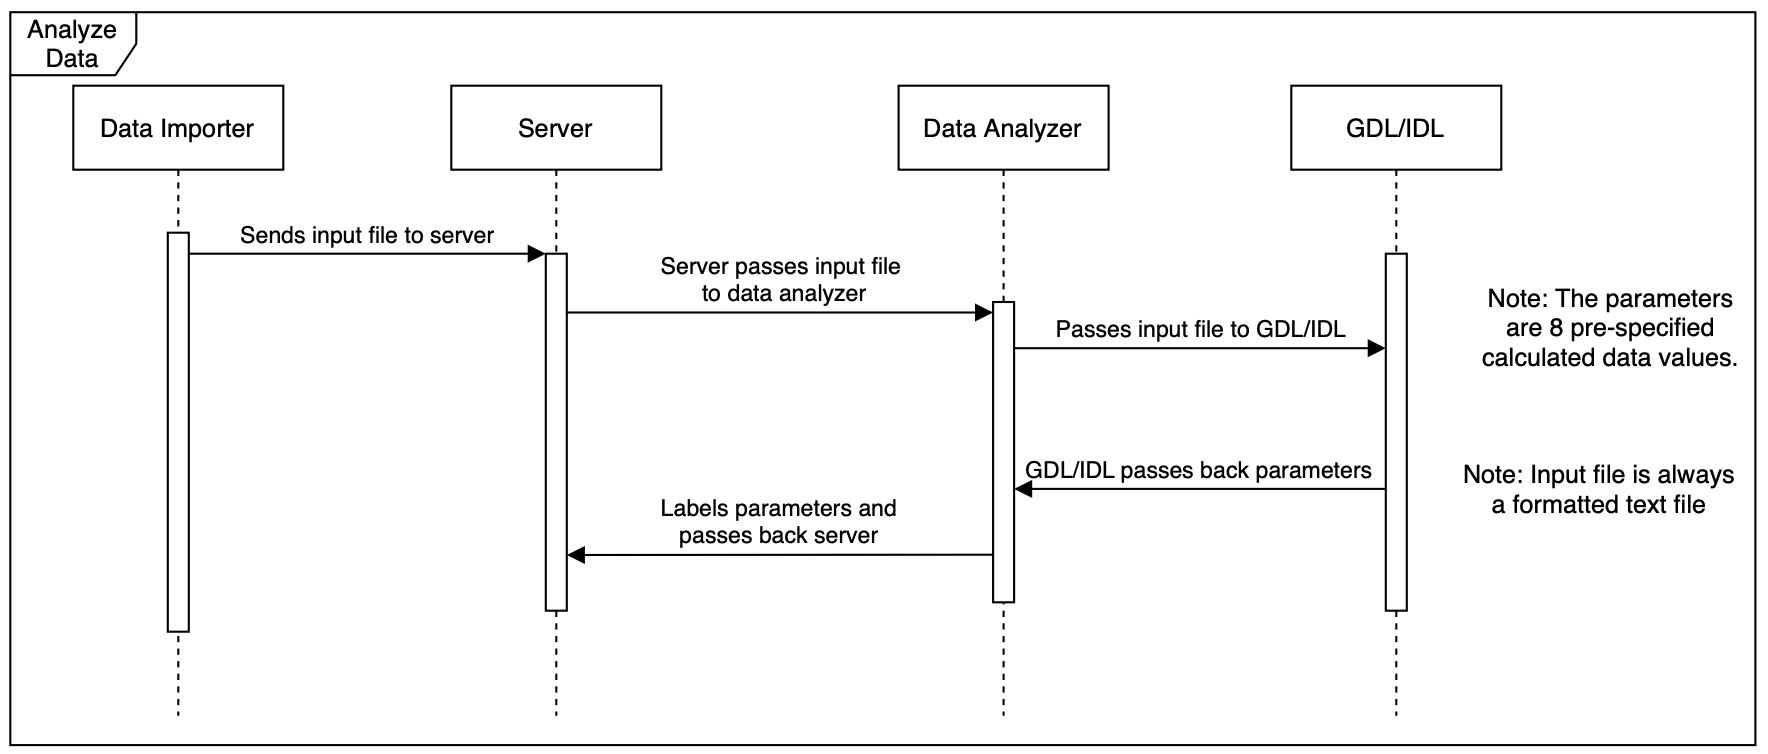 Analyze
Data
Data Importer
Server
Data Analyzer
GDL/IDL
Sends input file to server
Server passes input file
to data analyzer
Passes input file to GDL/IDL
Note: The parameters
are 8 pre-specified
calculated data values.
GDL/IDL passes back parameters
Note: Input file is always
a formatted text file
Labels parameters and
passes back server